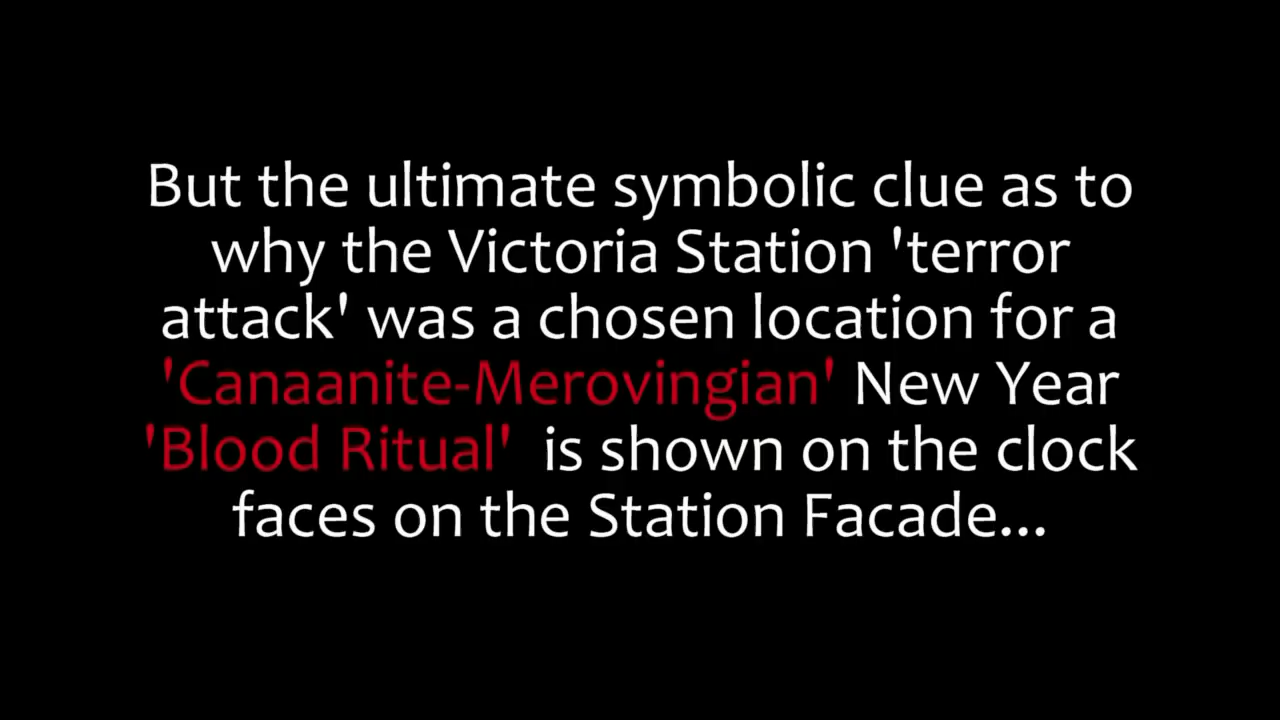 But the ultimate symbolic clue as to
why the Victoria Station 'terror
attack' was a chosen location for a
'Canaanite-Merovingian' New Year
'Blood Ritual' is shown on the clock
faces on the Station Facade...